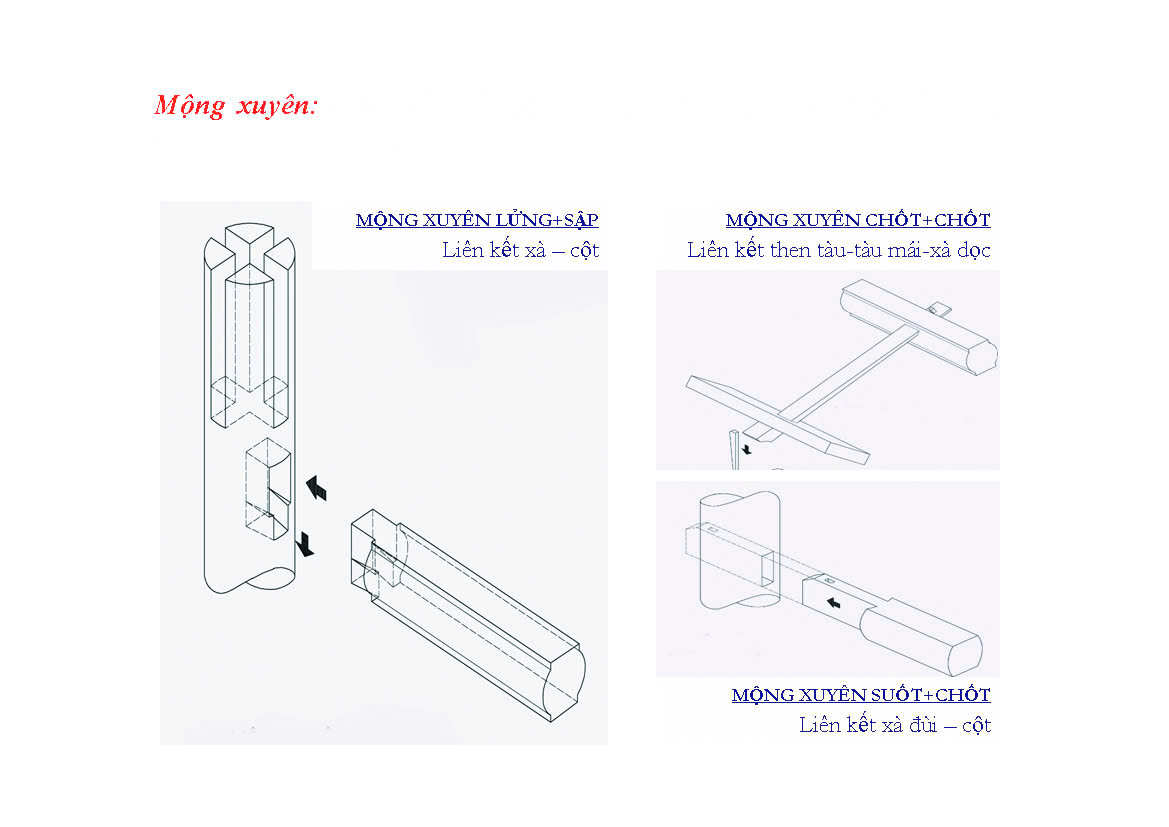 Mộng xuyên:
MỘNG XUYÊN LỬNG+SẬP
Liên kết xà – cột
MỘNG XUYÊN CHỐT+CHỐT
Liên kết then tàu-tàu mái-xà dọc
MỘNG XUYÊN SUỐT+CHỐT
Liên kết xà đùi – cột